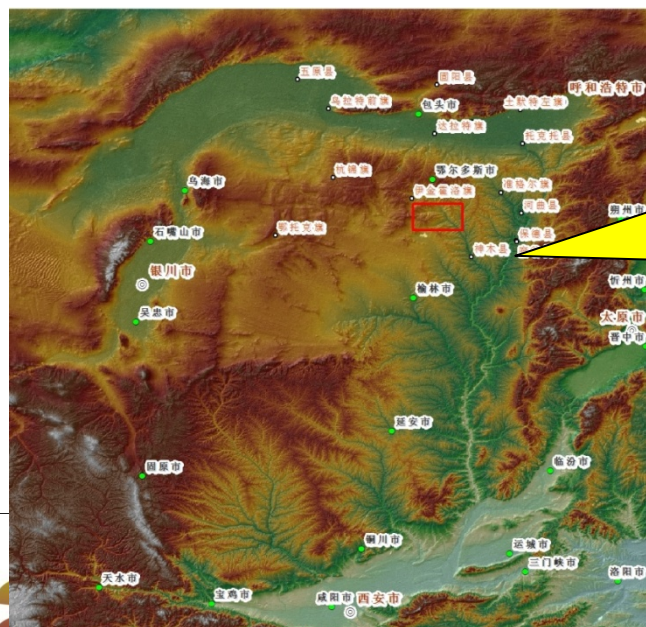 五原县
固阳县
呼和浩特市
乌拉特前旗
包头市
土默特左旗
达拉特旗
托克托县
杭锦旗
鄂尔多斯市
乌海市
伊金霍洛旗
准格尔旗
河曲县
朔州市
鄂托克旗
石嘴山市
保德县
神木县
银川市
忻州市
榆林市
吴忠市
太原市
晋中市
延安市
固原市
临汾市
铜川市
运城市
三门峡市
天水市
洛阳市
宝鸡市
咸阳市
西安市